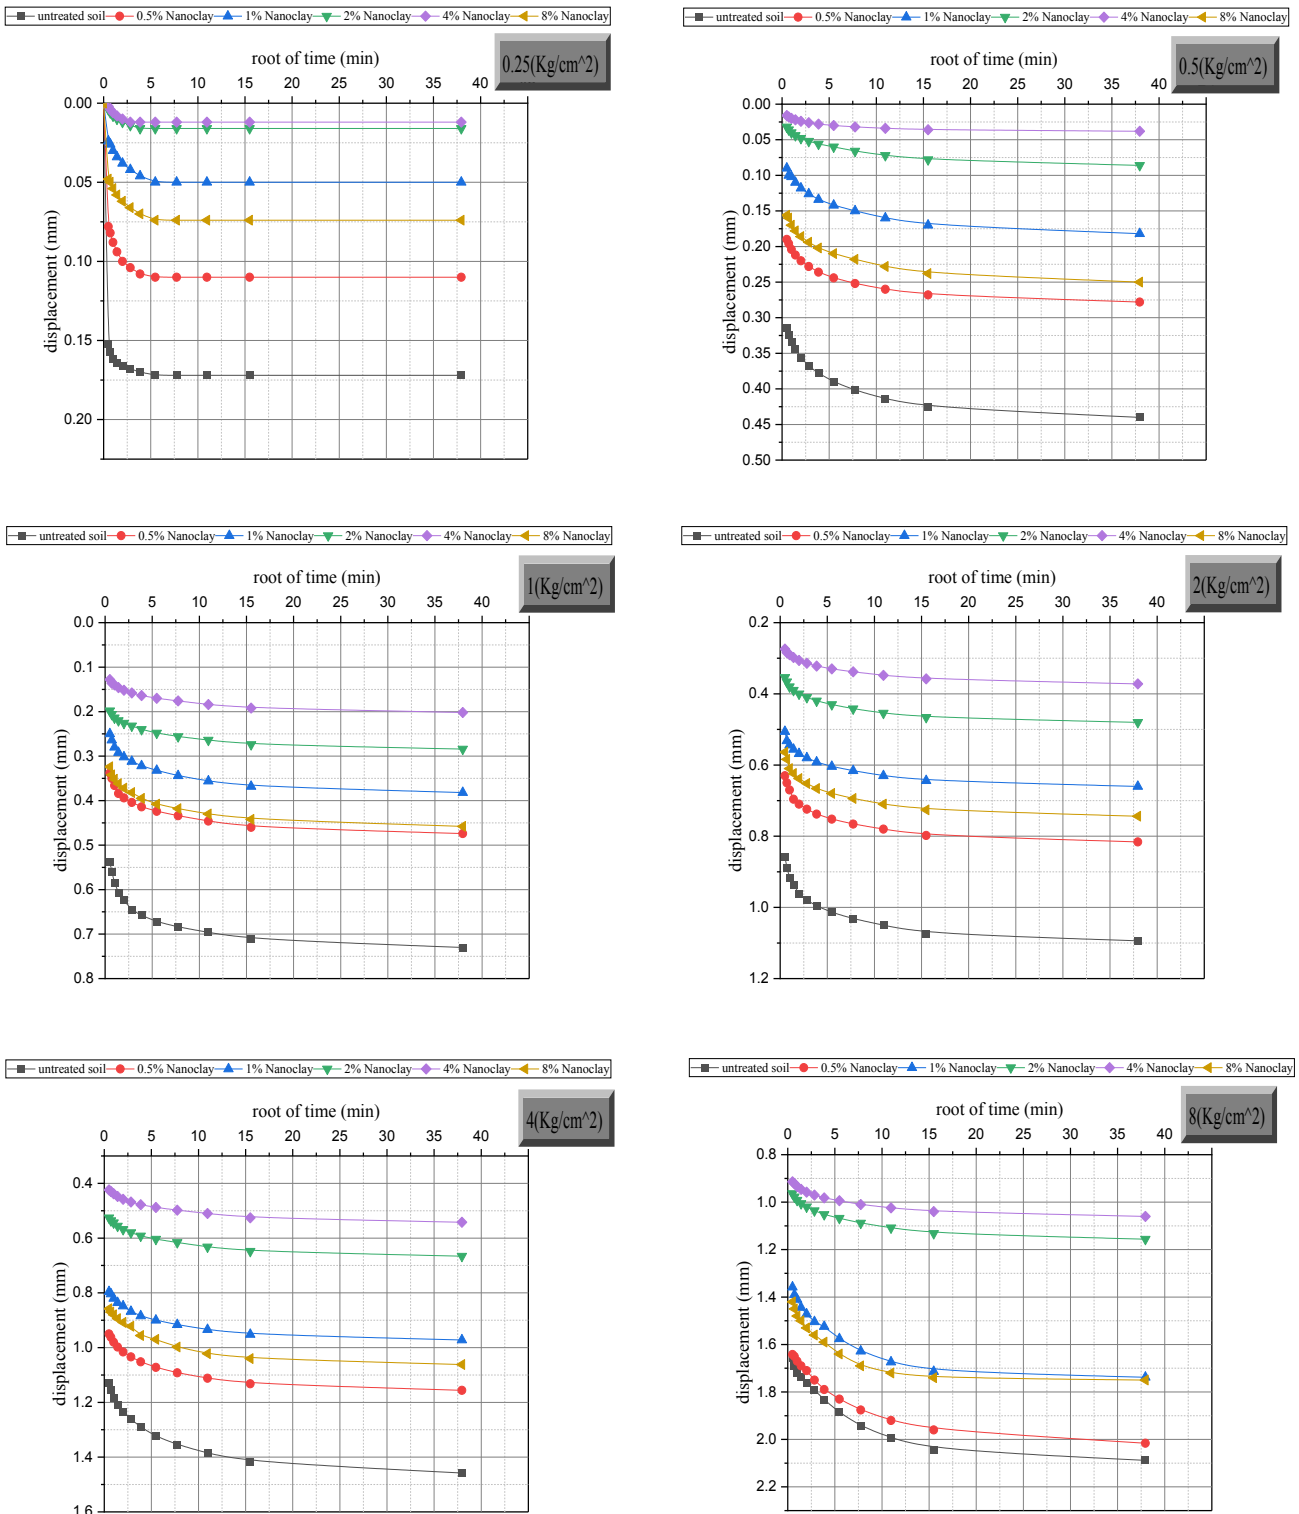 untreated soil 0.5% Nanoclay 1% Nanoclay 2% Nanoclay 4% Nanoclay 8% Nanoclay
root of time (min)
0.25(Kg/cm^2)
0 5 10 15 20 25 30 35 40
0.00
0.05
0.10
0.15
0.20
displacement (mm)
untreated soil 0.5% Nanoclay 1% Nanoclay 2% Nanoclay 4% Nanoclay 8% Nanoclay
root of time (min)
0.5(Kg/cm^2)
0 5 10 15 20 25 30 35 40
0.00
0.05
0.10
0.15
0.20
0.25
0.30
0.35
0.40
0.45
0.50
displacement (mm)
untreated soil 0.5% Nanoclay 1% Nanoclay 2% Nanoclay 4% Nanoclay 8% Nanoclay
root of time (min)
1(Kg/cm^2)
0 5 10 15 20 25 30 35 40
0.0
0.1
0.2
0.3
0.4
0.5
0.6
0.7
0.8
displacement (mm)
untreated soil 0.5% Nanoclay 1% Nanoclay 2% Nanoclay 4% Nanoclay 8% Nanoclay
root of time (min)
2(Kg/cm^2)
0 5 10 15 20 25 30 35 40
0.2
0.4
0.6
0.8
1.0
1.2
displacement (mm)
untreated soil 0.5% Nanoclay 1% Nanoclay 2% Nanoclay 4% Nanoclay 8% Nanoclay
root of time (min)
4(Kg/cm^2)
0 5 10 15 20 25 30 35 40
0.4
0.6
0.8
1.0
1.2
1.4
1.6
displacement (mm)
untreated soil 0.5% Nanoclay 1% Nanoclay 2% Nanoclay 4% Nanoclay 8% Nanoclay
root of time (min)
8(Kg/cm^2)
0 5 10 15 20 25 30 35 40
0.8
1.0
1.2
1.4
1.6
1.8
2.0
2.2
displacement (mm)